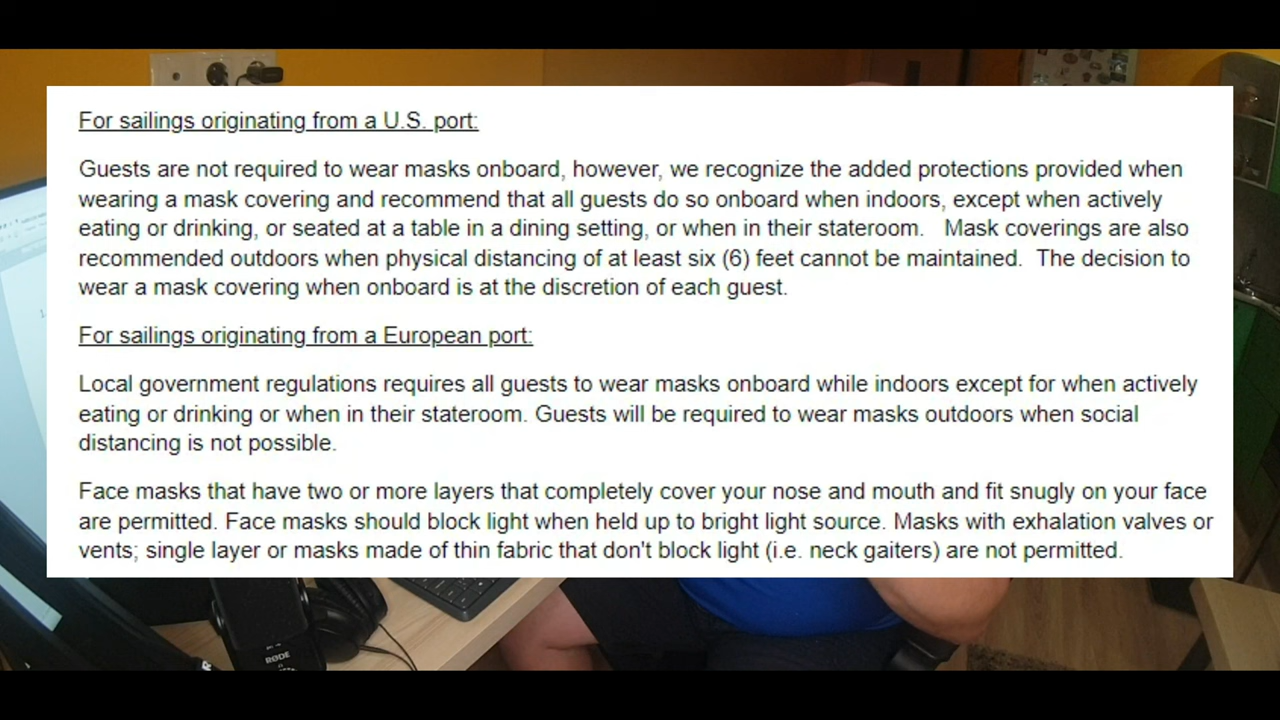 For sailings originating from a U.S. port:
Guests are not required to wear masks onboard, however, we recognize the added protections provided when
wearing a mask covering and recommend that all guests do so onboard when indoors, except when actively
eating or drinking, or seated at a table in a dining setting, or when in their stateroom.   Mask coverings are also
recommended outdoors when physical distancing of at least six (6) feet cannot be maintained.  The decision to
wear a mask covering when onboard is at the discretion of each guest.
For sailings originating from a European port:
Local government regulations requires all guests to wear masks onboard while indoors except for when actively
eating or drinking or when in their stateroom. Guests will be required to wear masks outdoors when social
distancing is not possible.
Face masks that have two or more layers that completely cover your nose and mouth and fit snugly on your face
are permitted. Face masks should block light when held up to bright light source. Masks with exhalation valves or
vents; single layer or masks made of thin fabric that don't block light (i.e. neck gaiters) are not permitted.
RØDE